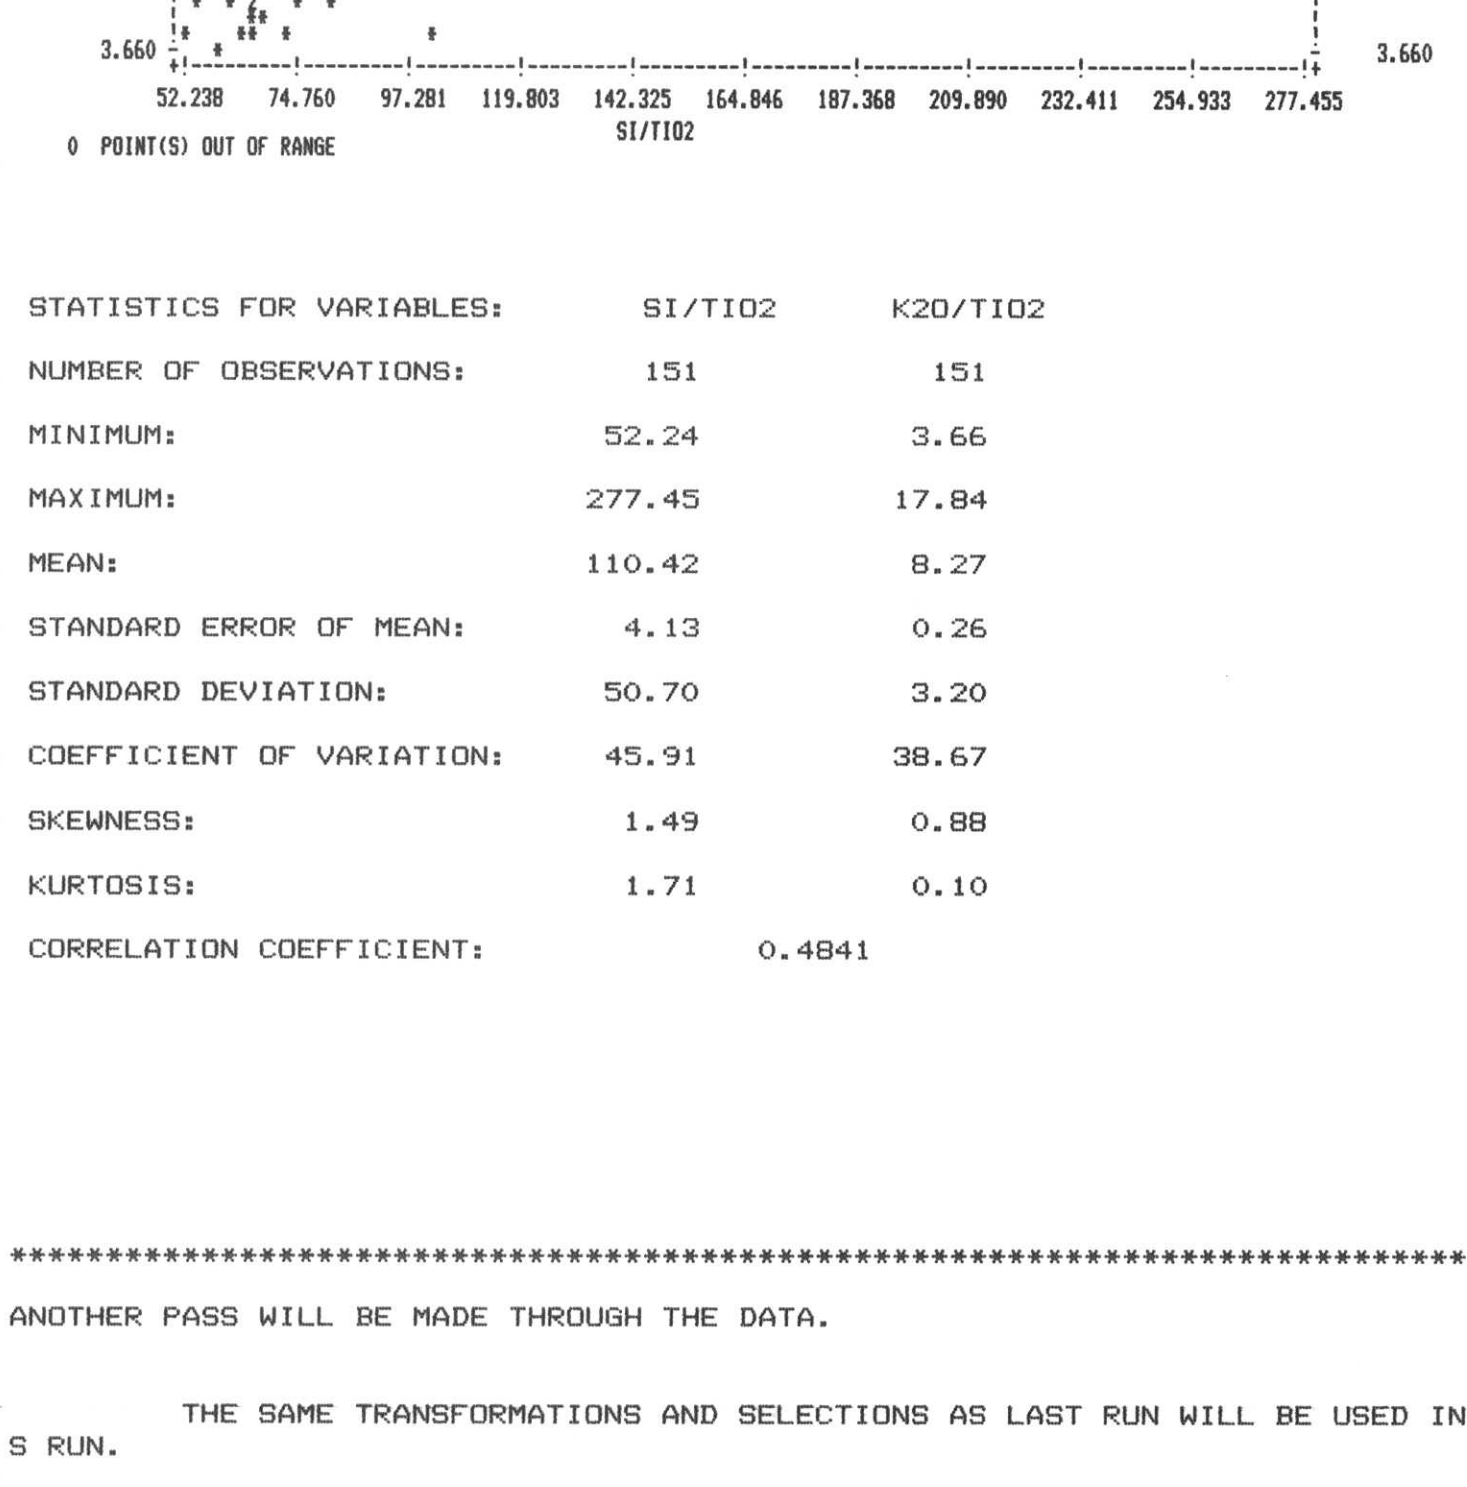 3.660 3.660
52.238 74.760 97.281 119.803 142.325 164.846 187.368 209.890 232.411 254.933 277.455
SI/TIO2
0 POINT(S) OUT OF RANGE
STATISTICS FOR VARIABLES: SI/TIO2 K2O/TIO2
NUMBER OF OBSERVATIONS: 151 151
MINIMUM: 52.24 3.66
MAXIMUM: 277.45 17.84
MEAN: 110.42 8.27
STANDARD ERROR OF MEAN: 4.13 0.26
STANDARD DEVIATION: 50.70 3.20
COEFFICIENT OF VARIATION: 45.91 38.67
SKEWNESS: 1.49 0.88
KURTOSIS: 1.71 0.10
CORRELATION COEFFICIENT: 0.4841
****************************************************************************
ANOTHER PASS WILL BE MADE THROUGH THE DATA.
THE SAME TRANSFORMATIONS AND SELECTIONS AS LAST RUN WILL BE USED IN
S RUN.